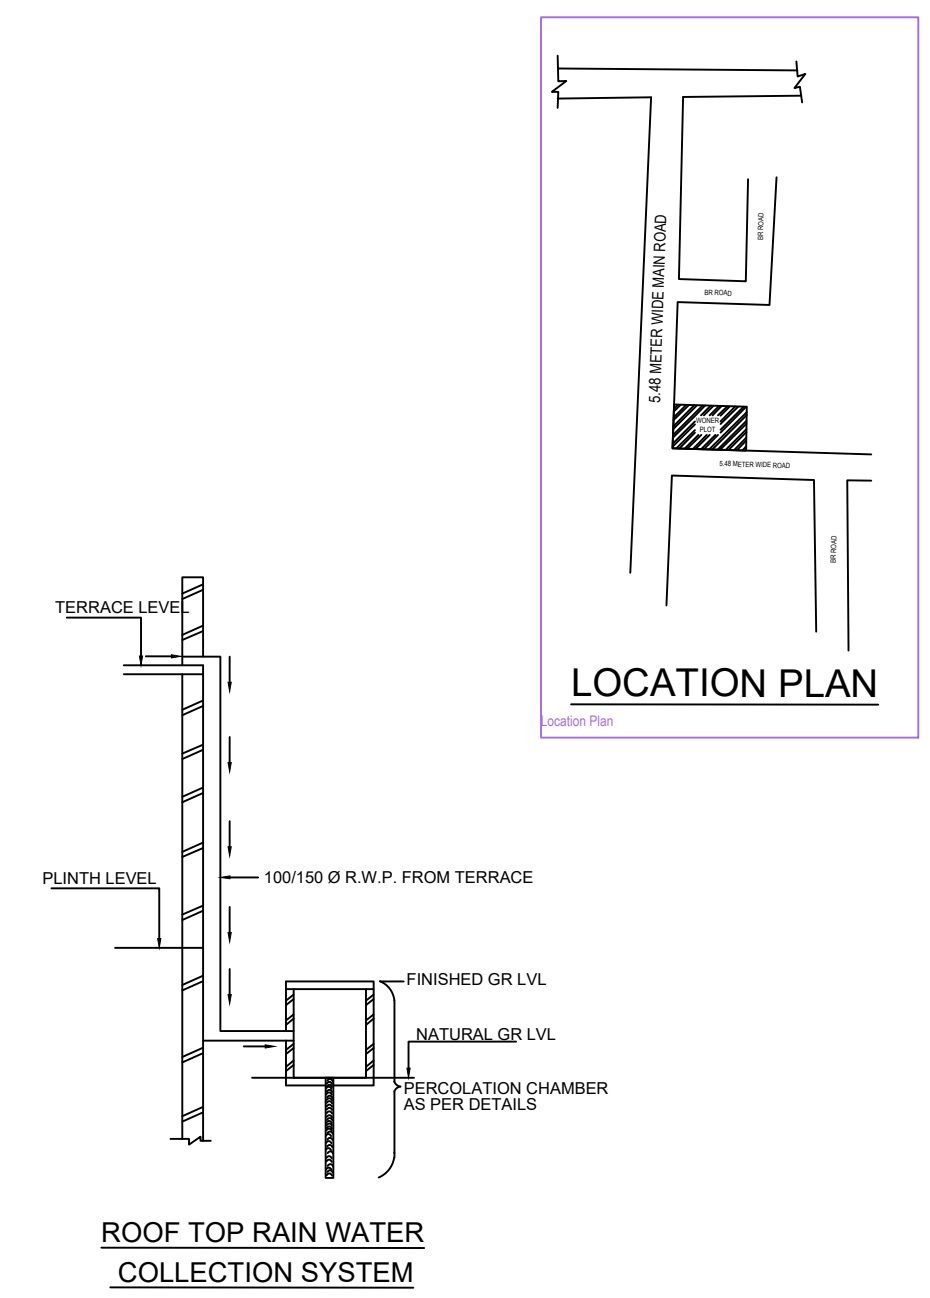 5.48 METER WIDE MAIN ROAD
BR ROAD
BR ROAD
WONER
PLOT
5.48 METER WIDE ROAD
BR ROAD
LOCATION PLAN
Location Plan
TERRACE LEVEL
PLINTH LEVEL
100/150 Ø R.W.P. FROM TERRACE
FINISHED GR LVL
NATURAL GR LVL
PERCOLATION CHAMBER
AS PER DETAILS
ROOF TOP RAIN WATER
COLLECTION SYSTEM